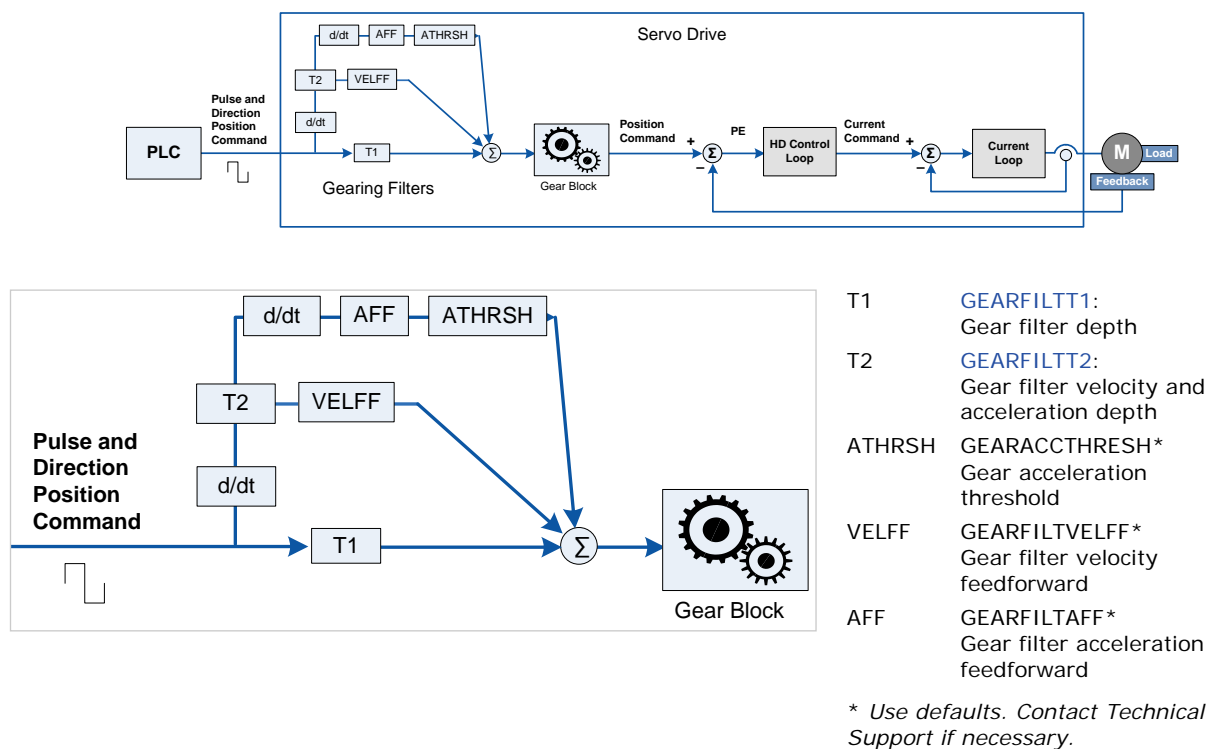 Servo Drive
d/dt AFF ATHRSH
T2 VELFF
Pulse and
Direction
Position
Command
d/dt
PLC
T1
Σ
Gearing Filters
Gear Block
Position
Command
+
Σ
−
PE
HD Control
Loop
Current
Command
+
Σ
−
Current
Loop
M
Load
Feedback
d/dt AFF ATHRSH
T2 VELFF
Pulse and
Direction
Position
Command
d/dt
T1
Σ
Gear Block
T1 GEARFILTT1:
Gear filter depth
T2 GEARFILTT2:
Gear filter velocity and
acceleration depth
ATHRSH GEARACCTHRESH*
Gear acceleration
threshold
VELFF GEARFILTVELFF*
Gear filter velocity
feedforward
AFF GEARFILTAFF*
Gear filter acceleration
feedforward
* Use defaults. Contact Technical
Support if necessary.